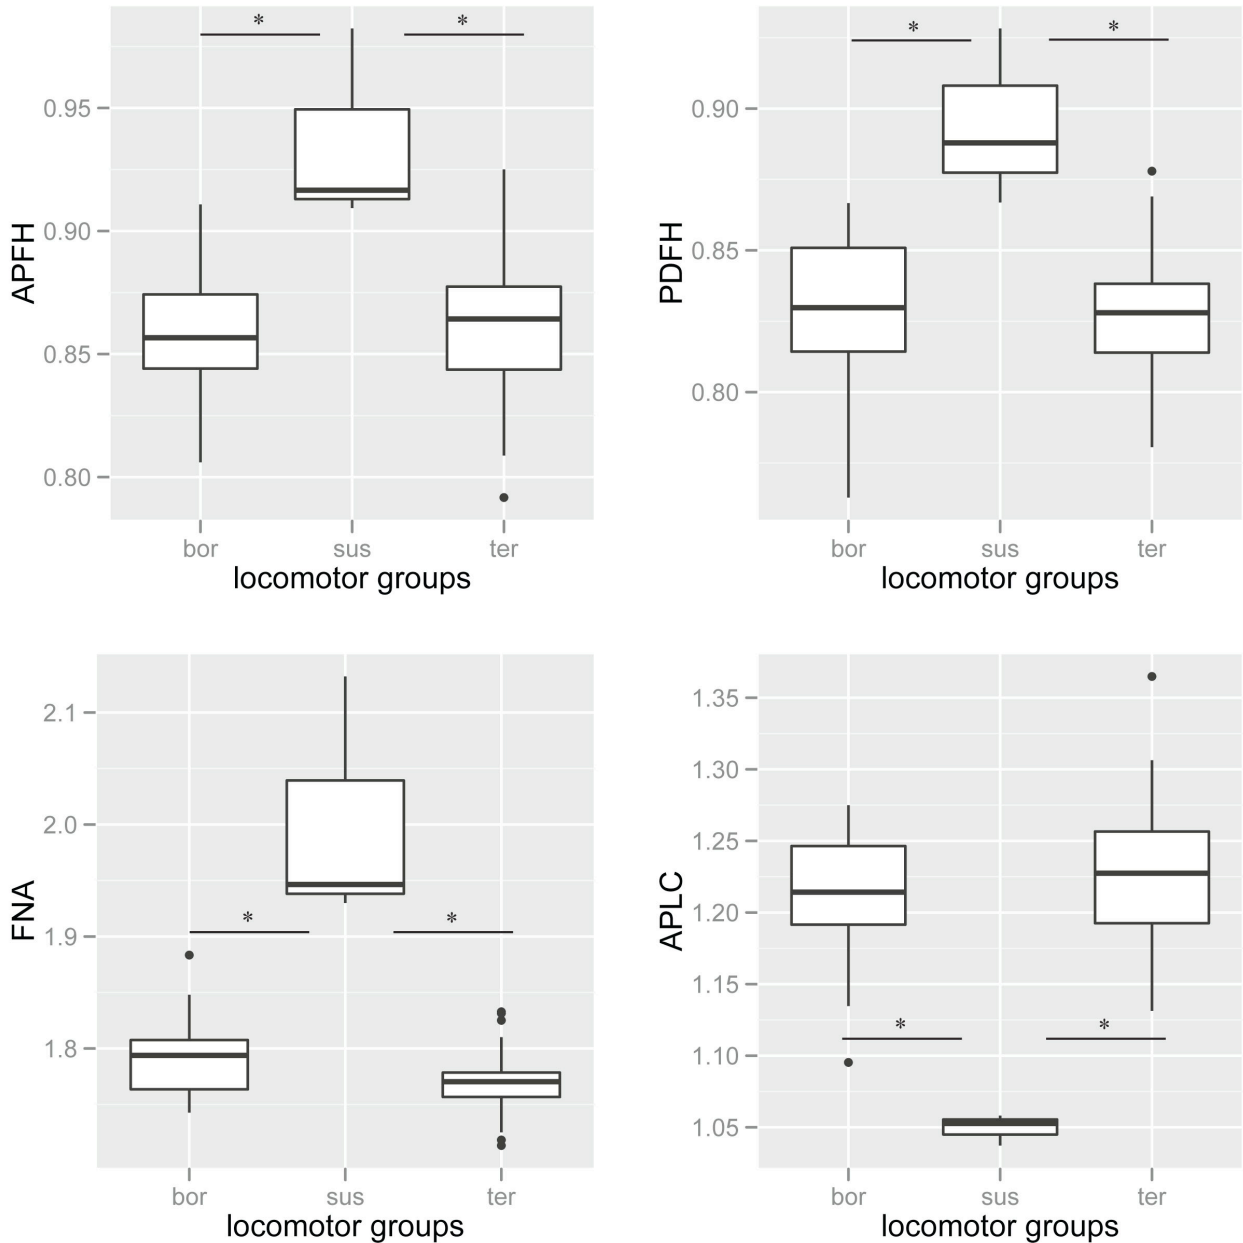 * *
0.95
0.90
0.85
0.80
APFH
bor sus ter
locomotor groups
* *
0.90
0.85
0.80
PDFH
bor sus ter
locomotor groups
2.1
2.0
1.9
1.8
FNA
* *
bor sus ter
locomotor groups
1.35
1.30
1.25
1.20
1.15
1.10
1.05
APLC
* *
bor sus ter
locomotor groups